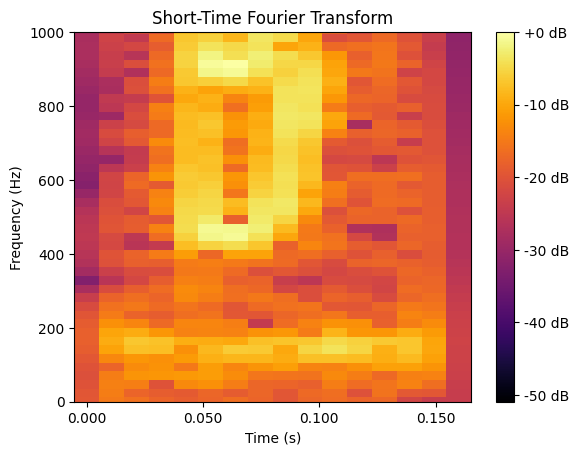 Short-Time Fourier Transform
1000
800
600
400
200
0
Frequency (Hz)
0.000
0.050
0.100
0.150
Time (s)
+0 dB
-10 dB
-20 dB
-30 dB
-40 dB
-50 dB